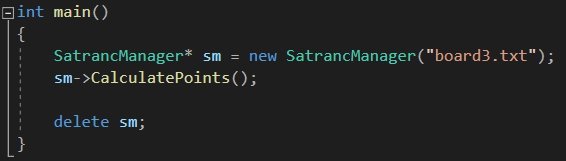 int main()
{
SatrancManager* sm = new SatrancManager("board3.txt");
sm->CalculatePoints();
delete sm;
}